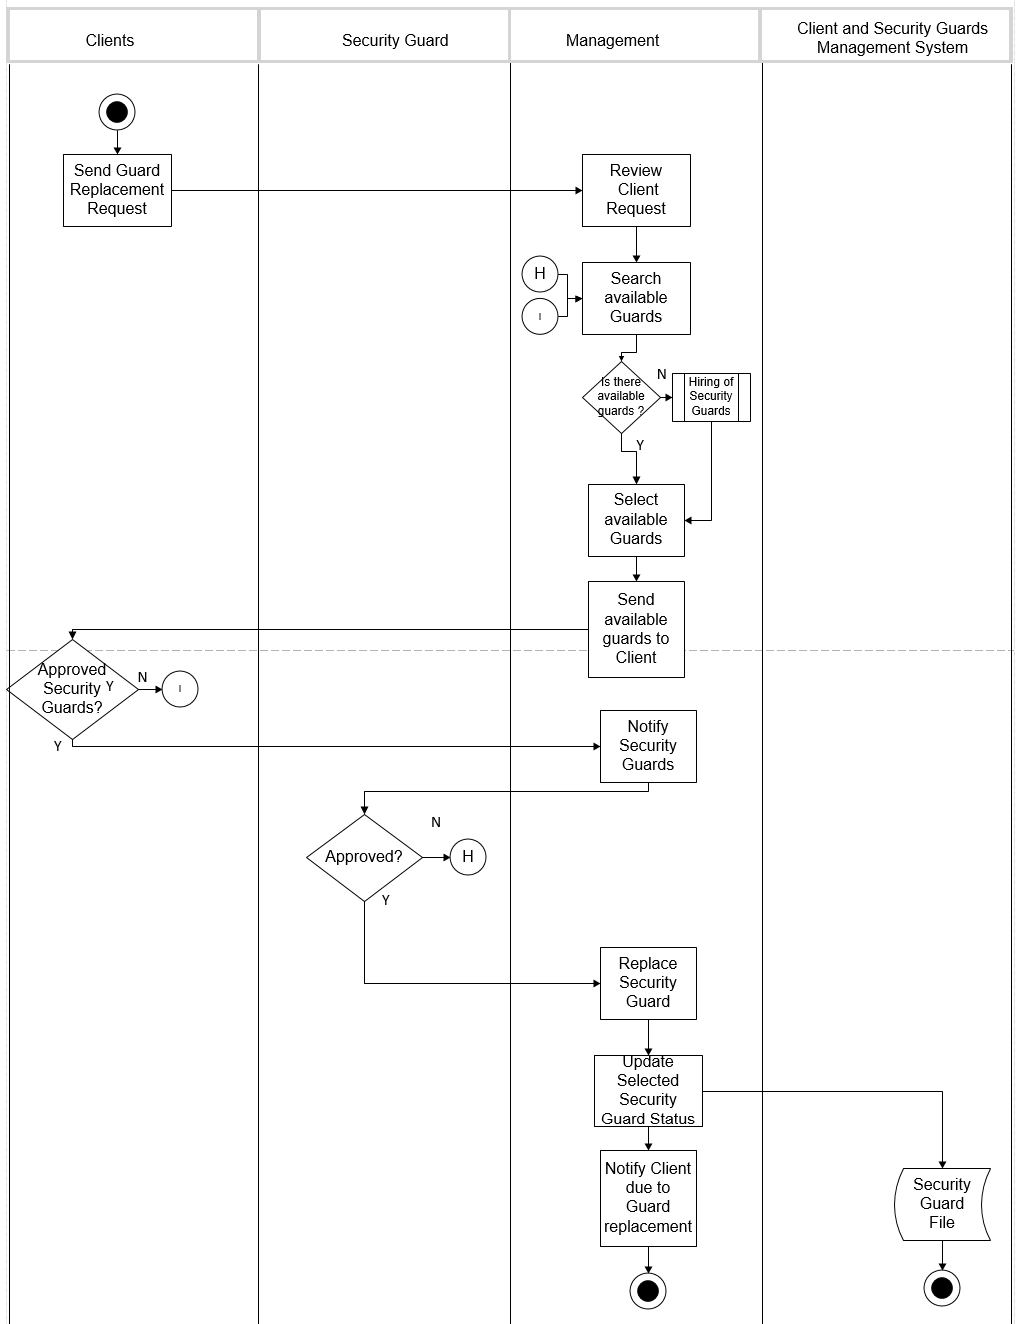 Clients
Security Guard
Management
Client and Security Guards
Management System
Send Guard
Replacement
Request
Review
Client
Request
H
I
Search
available
Guards
Is there
available
guards ?
N
Hiring of
Security
Guards
Y
Select
available
Guards
Send
available
guards to
Client
Approved
Security
Guards?
Y
N
I
Y
Notify
Security
Guards
Approved?
N
H
Y
Replace
Security
Guard
Update
Selected
Security
Guard Status
Notify Client
due to
Guard
replacement
Security
Guard
File